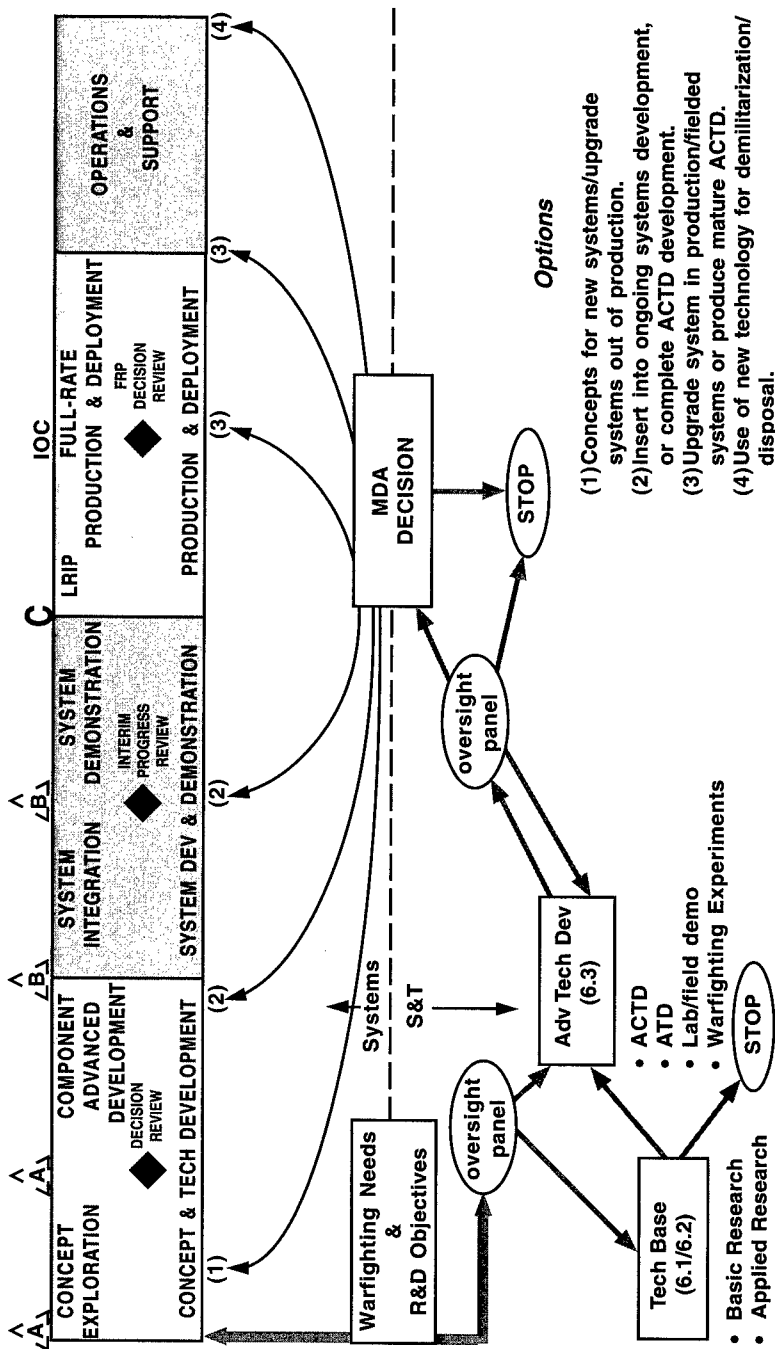 A
A
B
B
C
IOC
CONCEPT
EXPLORATION
COMPONENT
ADVANCED
DEVELOPMENT
DECISION
REVIEW
CONCEPT & TECH DEVELOPMENT
SYSTEM
INTEGRATION
SYSTEM
DEMONSTRATION
INTERIM
PROGRESS
REVIEW
SYSTEM DEV & DEMONSTRATION
LRIP
FULL-RATE
PRODUCTION & DEPLOYMENT
FRP
DECISION
REVIEW
PRODUCTION & DEPLOYMENT
OPERATIONS
&
SUPPORT
(1)
(2)
(2)
(3)
(3)
(4)
Warfighting Needs
&
R&D Objectives
Systems
S&T
MDA
DECISION
oversight
panel
oversight
panel
STOP
Tech Base
(6.1/6.2)
• Basic Research
• Applied Research
Adv Tech Dev
(6.3)
• ACTD
• ATD
• Lab/field demo
• Warfighting Experiments
STOP
Options
(1) Concepts for new systems/upgrade
systems out of production.
(2) Insert into ongoing systems development,
or complete ACTD development.
(3) Upgrade system in production/fielded
systems or produce mature ACTD.
(4) Use of new technology for demilitarization/
disposal.